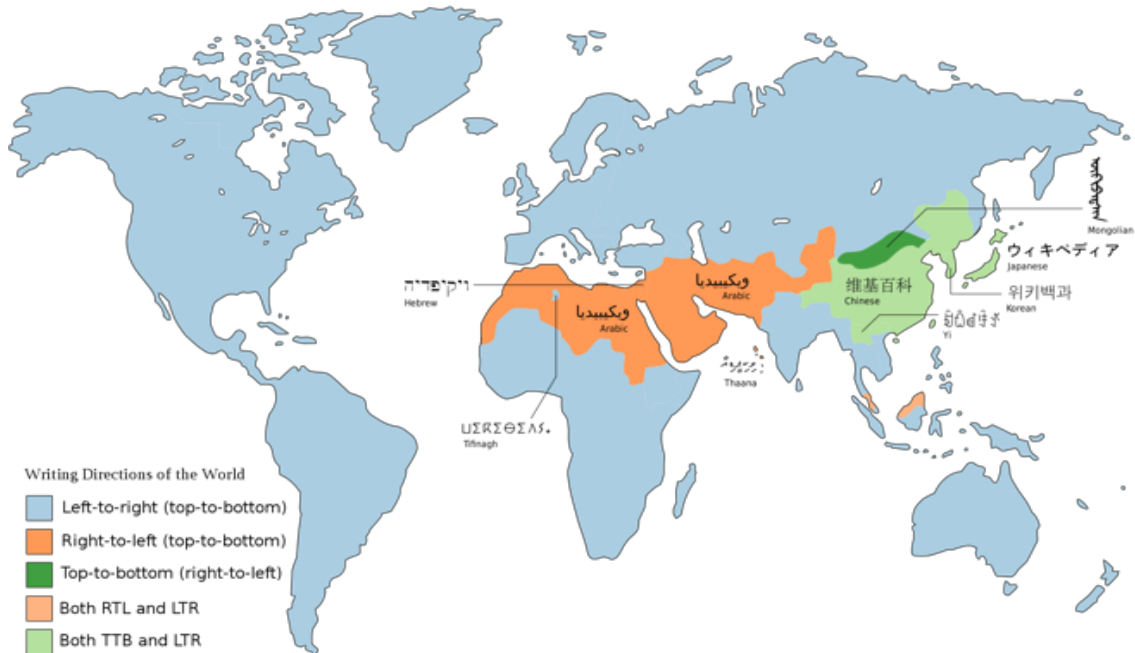 Mongolian
ウィキペディア
Japanese
위키백과
Korean
维基百科
Chinese
Yi
ויקיפדיה
Hebrew
ويكيبيديا
Arabic
ويكيبيديا
Arabic
Thaana
ⵡⵉⴽⵉⴱⵉⴷⵢⴰ
Tifinagh
Writing Directions of the World
Left-to-right (top-to-bottom)
Right-to-left (top-to-bottom)
Top-to-bottom (right-to-left)
Both RTL and LTR
Both TTB and LTR